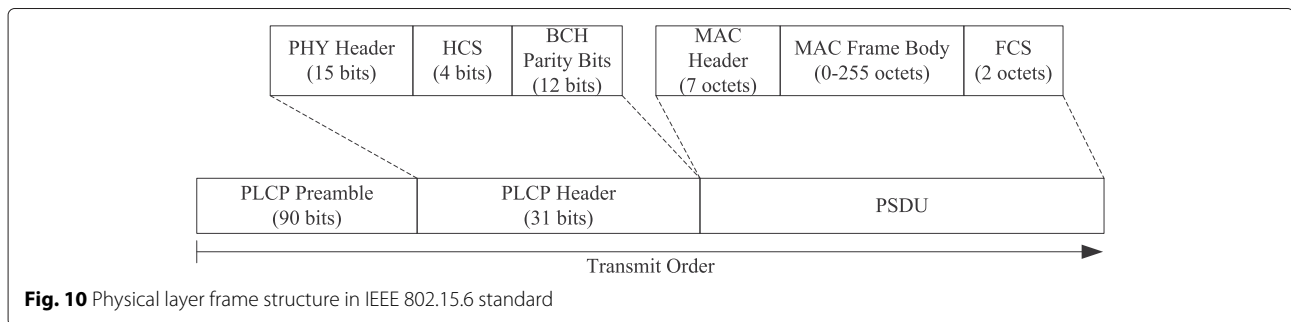 PHY Header
(15 bits)
HCS
(4 bits)
BCH
Parity Bits
(12 bits)
MAC
Header
(7 octets)
MAC Frame Body
(0-255 octets)
FCS
(2 octets)
PLCP Preamble
(90 bits)
PLCP Header
(31 bits)
PSDU
Transmit Order
Fig. 10 Physical layer frame structure in IEEE 802.15.6 standard